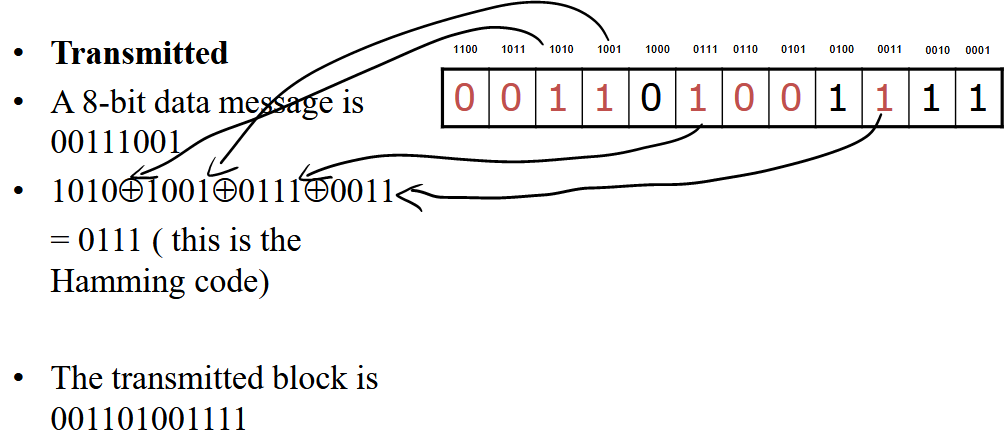 • Transmitted
• A 8-bit data message is
00111001
• 1010⊕1001⊕0111⊕0011
= 0111 ( this is the
Hamming code)
• The transmitted block is
001101001111
1100 1011 1010 1001 1000 0111 0110 0101 0100 0011 0010 0001
0 0 1 1 0 1 0 0 1 1 1 1